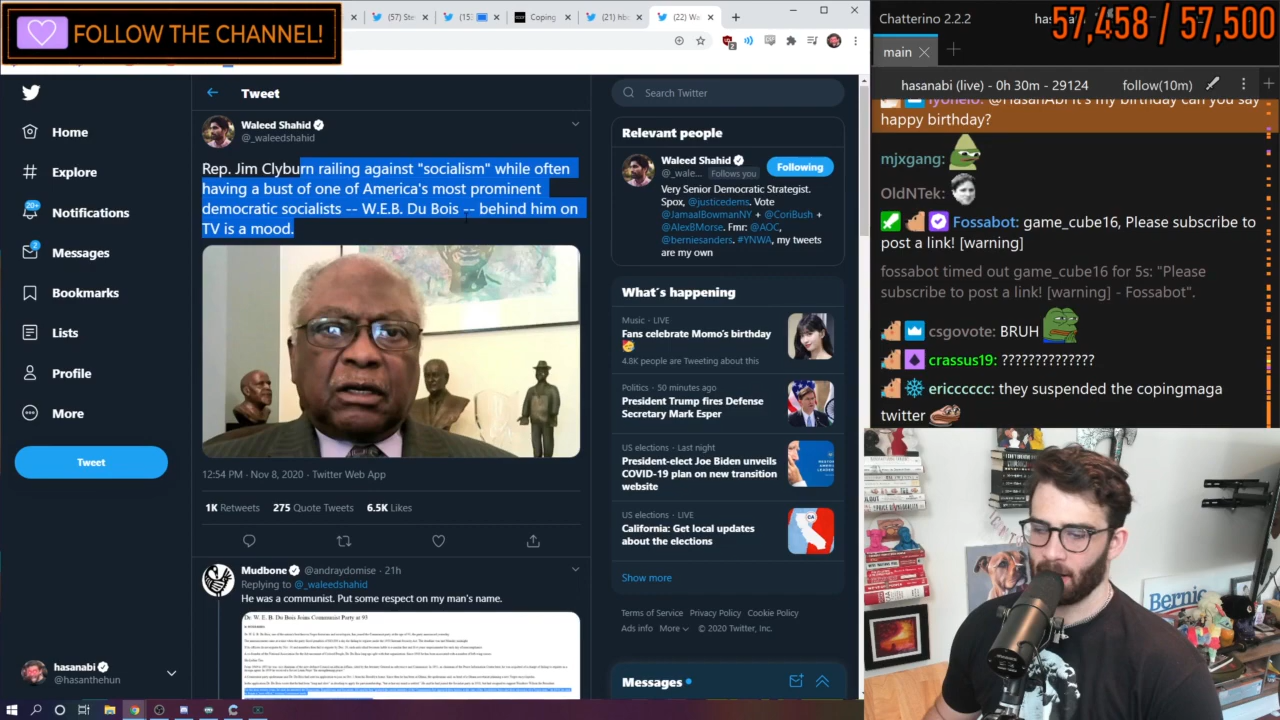 FOLLOW THE CHANNEL!
(57) Ste
(153
Coping
(21) hb
(22) Wa
Chatterino 2.2.2
57,458 / 57,500
main
hasanabi (live) - 0h 30m - 29124
follow(10m)
@HasanAbi it's my birthday can you say
happy birthday?
mjxgang:
OldNTek:
Fossabot: game_cube16, Please subscribe to
post a link! [warning]
fossabot timed out game_cube16 for 5s: "Please
subscribe to post a link! [warning] - Fossabot".
csgovote: BRUH
crassus19: ??????????????
ericccccc: they suspended the copingmaga
twitter
Home
Explore
20+
Notifications
2
Messages
Bookmarks
Lists
Profile
More
Tweet
hasanabi
@hasanthehun
Tweet
Waleed Shahid
@_waleedshahid
Rep. Jim Clyburn railing against "socialism" while often
having a bust of one of America's most prominent
democratic socialists -- W.E.B. Du Bois -- behind him on
TV is a mood.
12:54 PM · Nov 8, 2020 · Twitter Web App
1K Retweets 275 Quote Tweets 6.5K Likes
Mudbone @andraydomise · 21h
Replying to @_waleedshahid
He was a communist. Put some respect on my man's name.
Dr. W. E. B. Du Bois Joins Communist Party at 93
Search Twitter
Relevant people
Waleed Shahid
@_wale... Follows you
Following
Very Senior Democratic Strategist.
Spox, @justicedems. Vote
@JamaalBowmanNY + @CoriBush +
@AlexBMorse. Fmr: @AOC,
@berniesanders. #YNWA, my tweets
are my own
What's happening
Music · LIVE
Fans celebrate Momo's birthday
4.8K people are Tweeting about this
Politics · 50 minutes ago
President Trump fires Defense
Secretary Mark Esper
US elections · Last night
President-elect Joe Biden unveils
COVID-19 plan on new transition
website
US elections · LIVE
California: Get local updates
about the elections
Show more
Terms of Service Privacy Policy Cookie Policy
Ads info More © 2020 Twitter, Inc.
Messages
Bernie